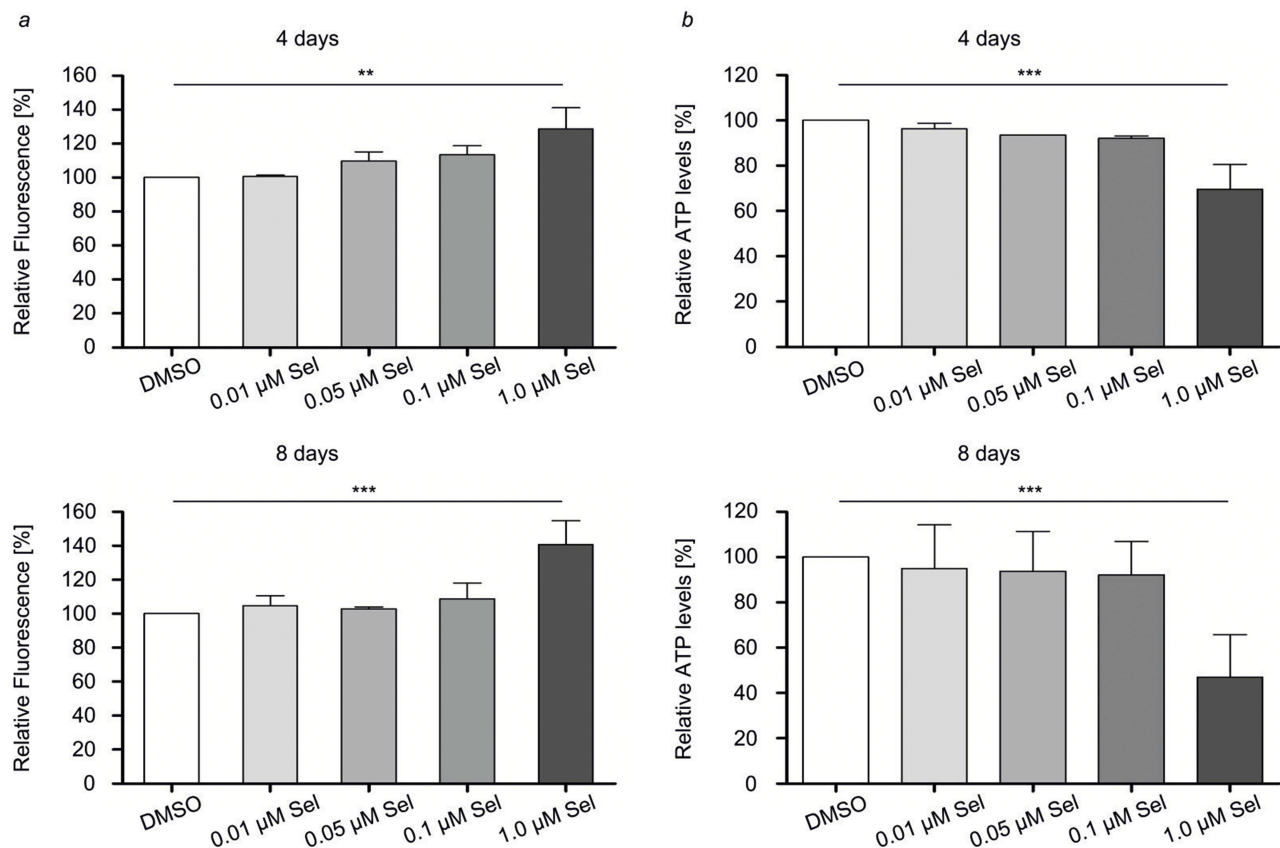 a
4 days
Relative Fluorescence [%]
160
140
120
100
80
60
40
20
0
**
DMSO
0.01 µM Sel
0.05 µM Sel
0.1 µM Sel
1.0 µM Sel
8 days
Relative Fluorescence [%]
160
140
120
100
80
60
40
20
0
***
DMSO
0.01 µM Sel
0.05 µM Sel
0.1 µM Sel
1.0 µM Sel
b
4 days
Relative ATP levels [%]
120
100
80
60
40
20
0
***
DMSO
0.01 µM Sel
0.05 µM Sel
0.1 µM Sel
1.0 µM Sel
8 days
Relative ATP levels [%]
120
100
80
60
40
20
0
***
DMSO
0.01 µM Sel
0.05 µM Sel
0.1 µM Sel
1.0 µM Sel